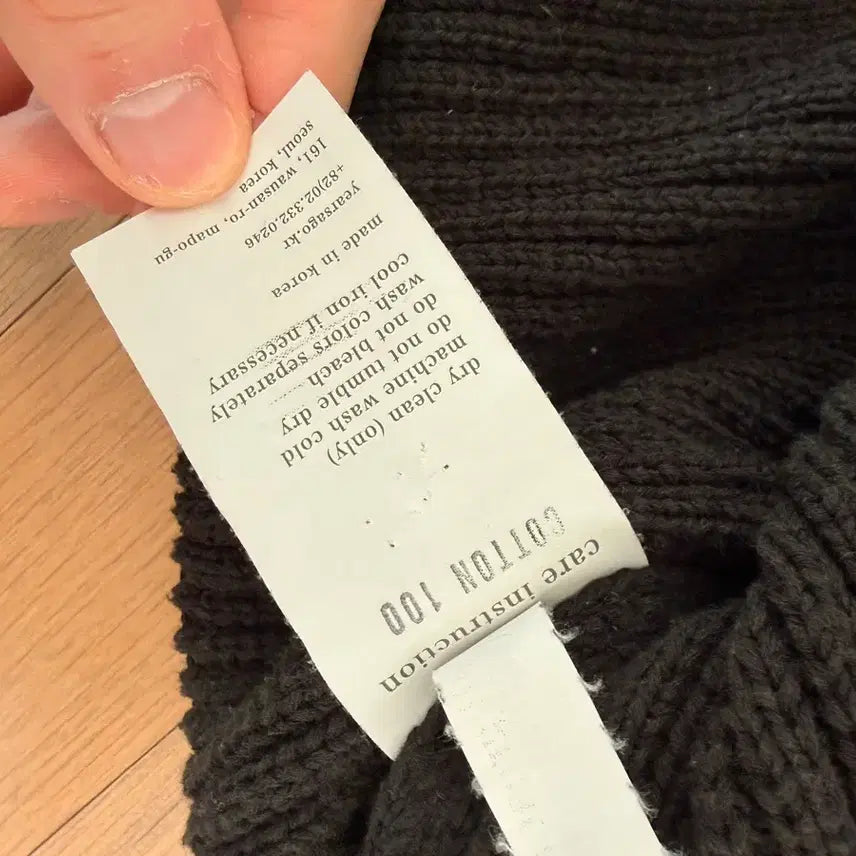 care instruction
COTTON 100
dry clean (only)
machine wash cold
do not tumble dry
do not bleach
wash colors separately
cool iron if necessary
made in korea
yearsago.kr
+82)02.332.0246
161, wausan-ro, mapo-gu
seoul, korea